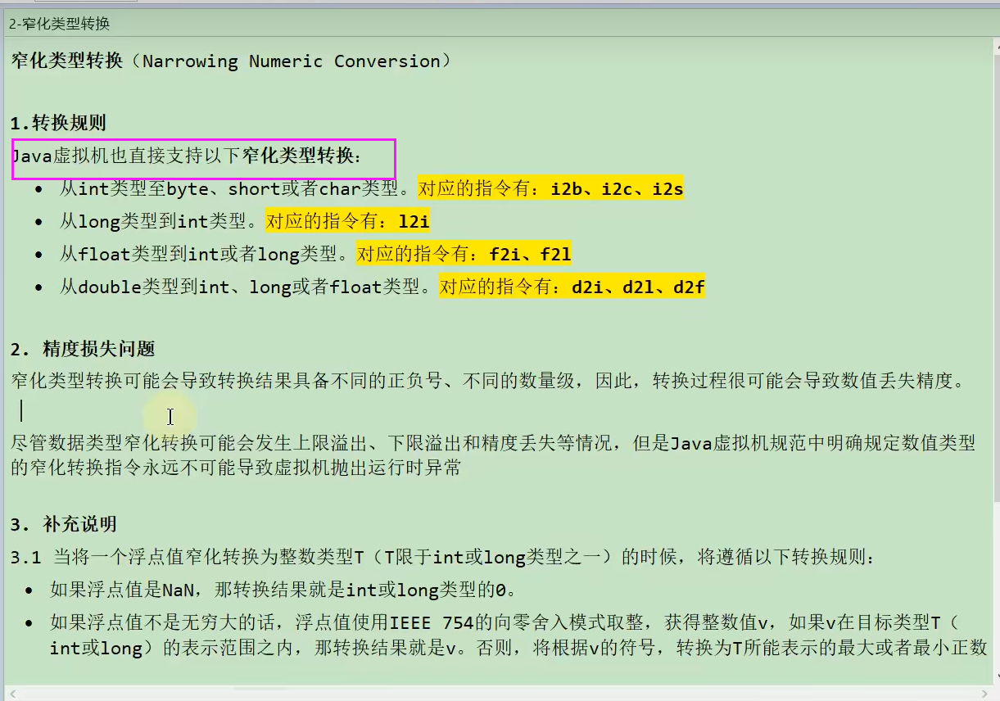 2-窄化类型转换
窄化类型转换（Narrowing Numeric Conversion）
1.转换规则
Java虚拟机也直接支持以下窄化类型转换：
• 从int类型至byte、short或者char类型。对应的指令有：i2b、i2c、i2s
• 从long类型到int类型。对应的指令有：l2i
• 从float类型到int或者long类型。对应的指令有：f2i、f2l
• 从double类型到int、long或者float类型。对应的指令有：d2i、d2l、d2f
2. 精度损失问题
窄化类型转换可能会导致转换结果具备不同的正负号、不同的数量级，因此，转换过程很可能会导致数值丢失精度。
尽管数据类型窄化转换可能会发生上限溢出、下限溢出和精度丢失等情况，但是Java虚拟机规范中明确规定数值类型
的窄化转换指令永远不可能导致虚拟机抛出运行时异常
3. 补充说明
3.1 当将一个浮点值窄化转换为整数类型T（T限于int或long类型之一）的时候，将遵循以下转换规则：
• 如果浮点值是NaN，那转换结果就是int或long类型的0。
• 如果浮点值不是无穷大的话，浮点值使用IEEE 754的向零舍入模式取整，获得整数值v，如果v在目标类型T（
int或long）的表示范围之内，那转换结果就是v。否则，将根据v的符号，转换为T所能表示的最大或者最小正数